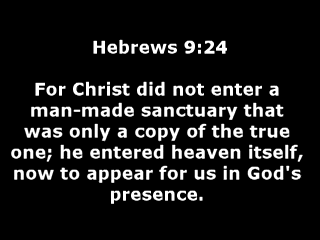 Hebrews 9:24
For Christ did not enter a
man-made sanctuary that
was only a copy of the true
one; he entered heaven itself,
now to appear for us in God's
presence.